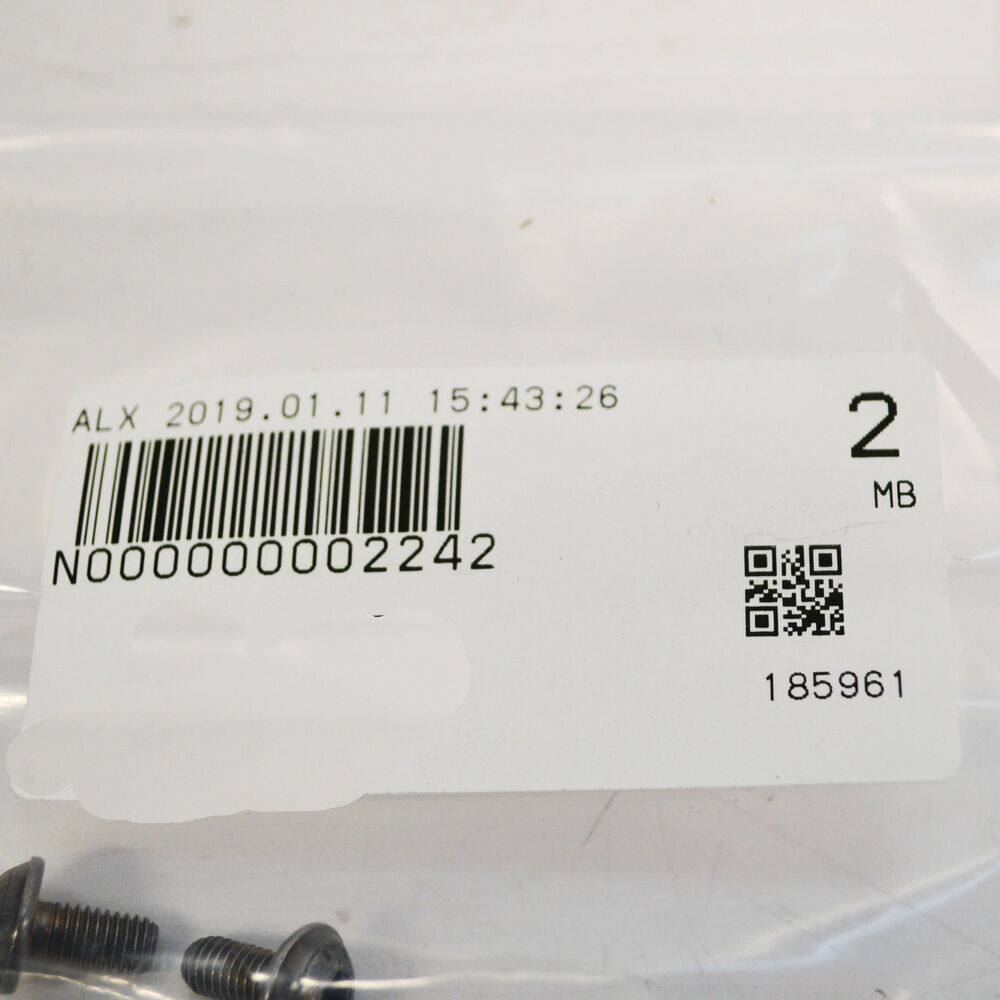 ALX 2019.01.11 15:43:26
2
MB
N000000002242
185961